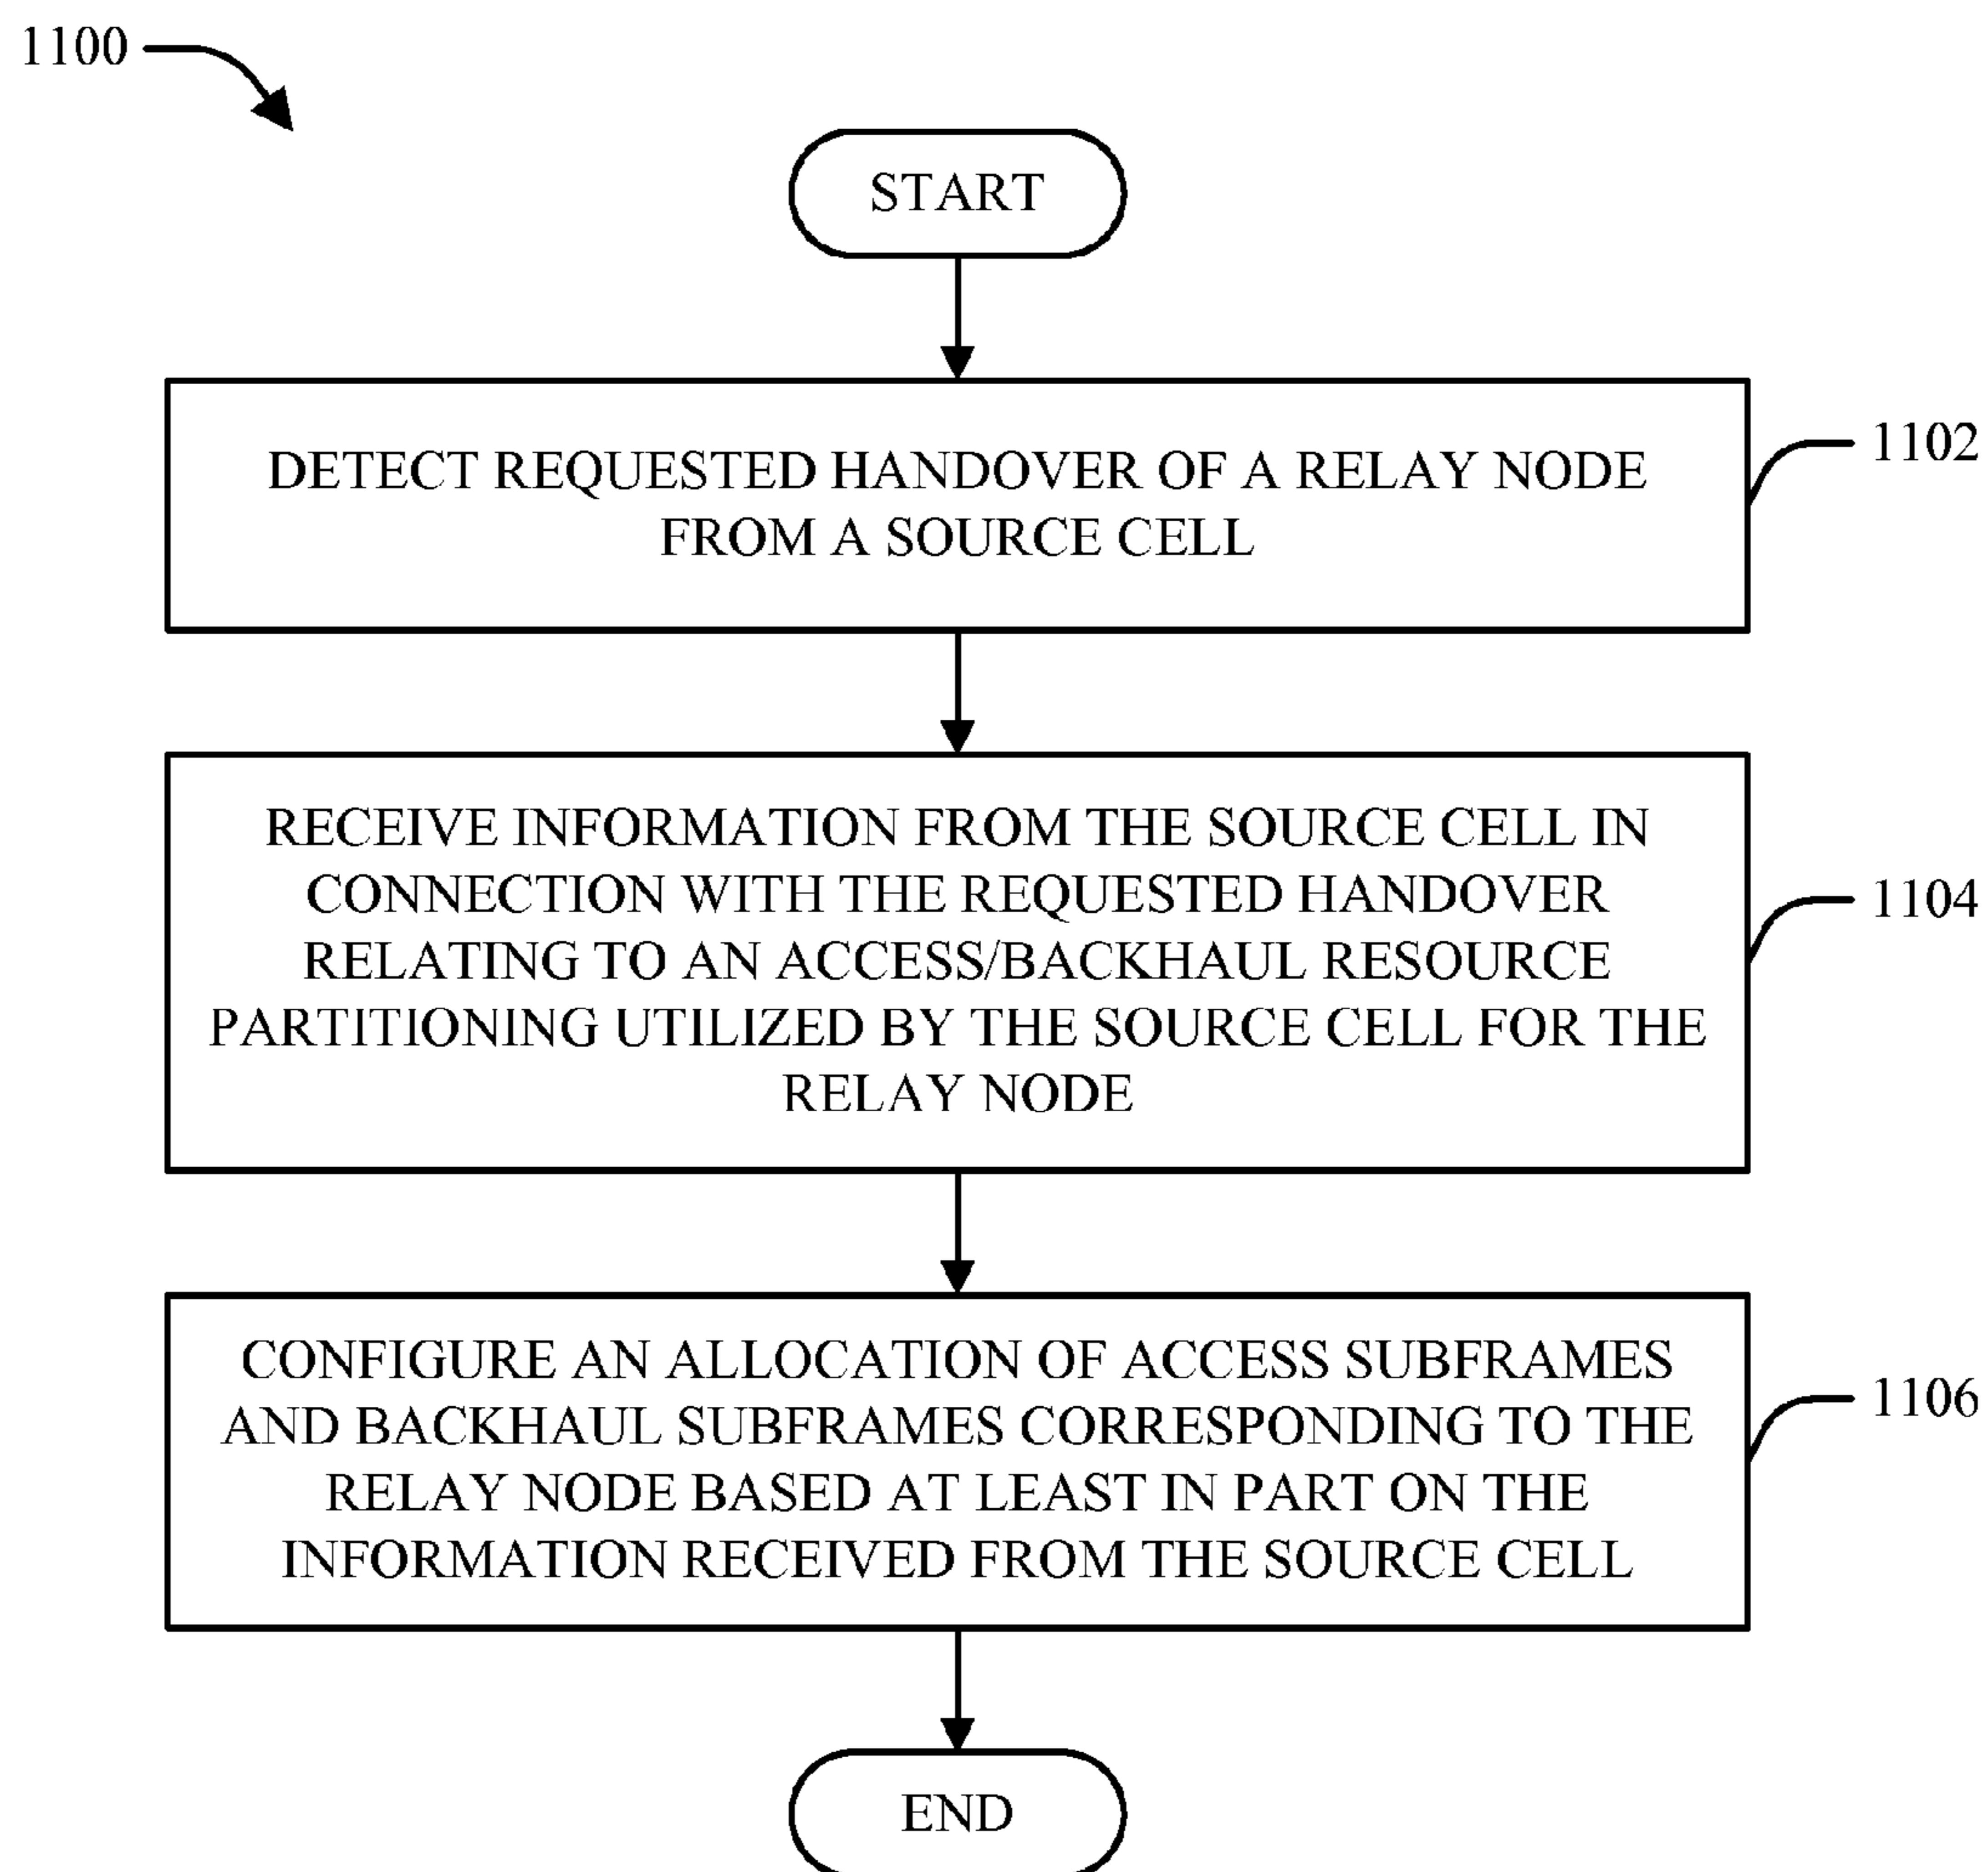 1100
START
DETECT REQUESTED HANDOVER OF A RELAY NODE
FROM A SOURCE CELL
1102
RECEIVE INFORMATION FROM THE SOURCE CELL IN
CONNECTION WITH THE REQUESTED HANDOVER
RELATING TO AN ACCESS/BACKHAUL RESOURCE
PARTITIONING UTILIZED BY THE SOURCE CELL FOR THE
RELAY NODE
1104
CONFIGURE AN ALLOCATION OF ACCESS SUBFRAMES
AND BACKHAUL SUBFRAMES CORRESPONDING TO THE
RELAY NODE BASED AT LEAST IN PART ON THE
INFORMATION RECEIVED FROM THE SOURCE CELL
1106
END